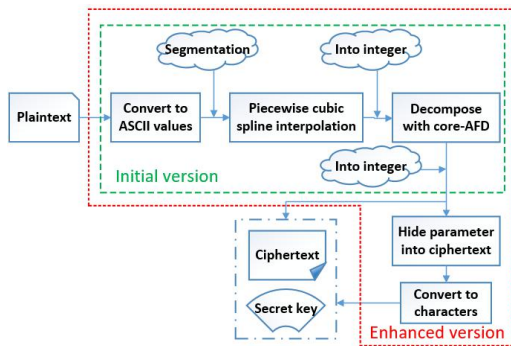 Segmentation
Into integer
Plaintext
Convert to
ASCII values
Piecewise cubic
spline interpolation
Decompose
with core-AFD
Into integer
Initial version
Ciphertext
Hide parameter
into ciphertext
Secret key
Convert to
characters
Enhanced version